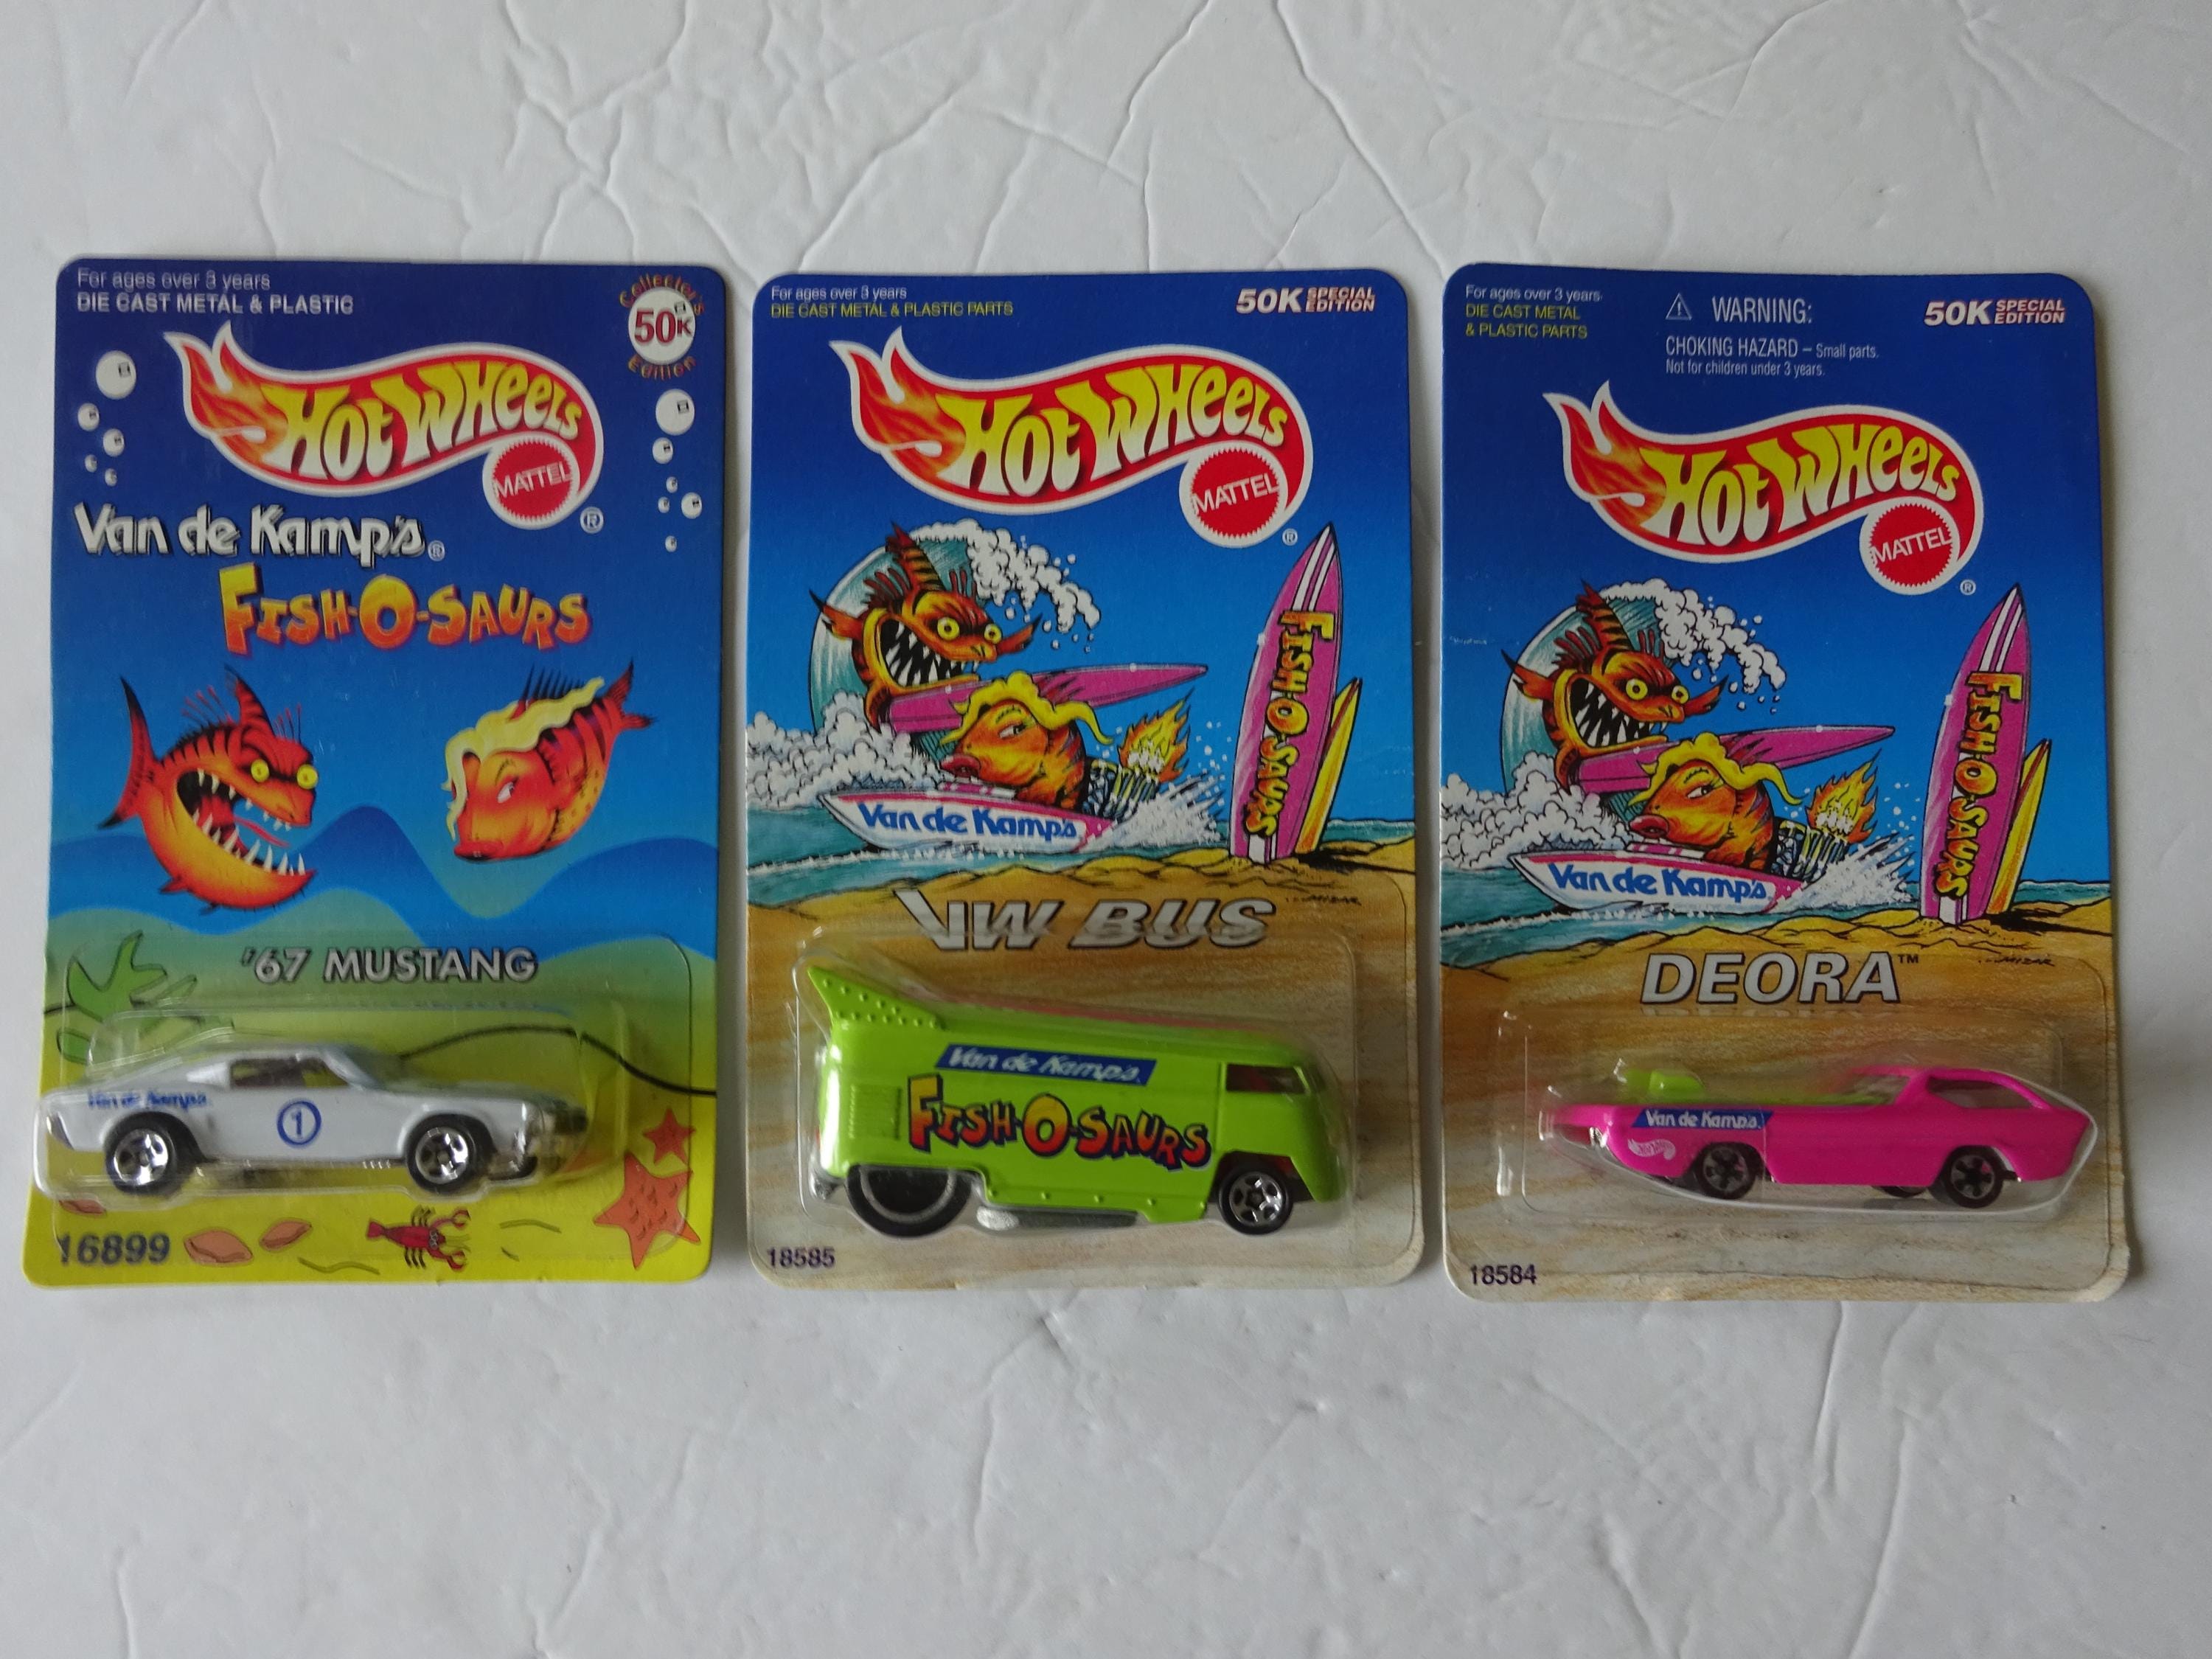 For ages over 3 years
DIE CAST METAL & PLASTIC
Collector's
50K
Edition
HOT WHEELS
MATTEL
®
Van de Kamp's®
FISH-O-SAURS
'67 MUSTANG
Van de Kamp's
1
16899
For ages over 3 years
DIE CAST METAL & PLASTIC PARTS
50K SPECIAL EDITION
HOT WHEELS
MATTEL
®
FISH-O-SAURS
Van de Kamp's
VW BUS
Van de Kamp's
FISH-O-SAURS
18585
For ages over 3 years
DIE CAST METAL
& PLASTIC PARTS
WARNING:
CHOKING HAZARD – Small parts.
Not for children under 3 years.
50K SPECIAL EDITION
HOT WHEELS
MATTEL
®
FISH-O-SAURS
Van de Kamp's
DEORA™
Van de Kamp's
18584